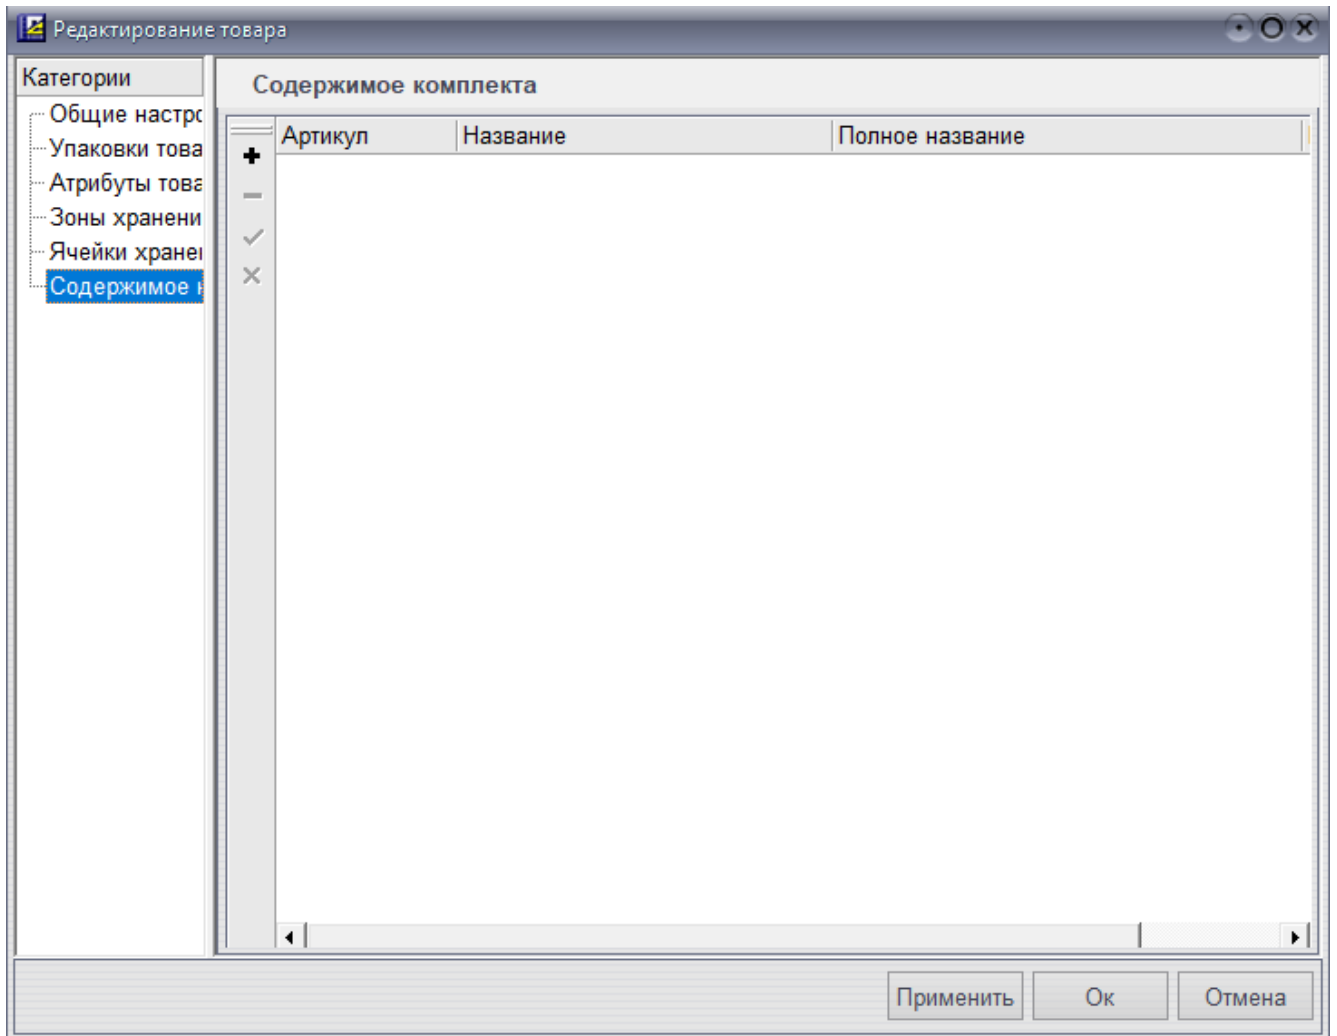 Редактирование товара
Категории
Общие настро
Упаковки това
Атрибуты това
Зоны хранени
Ячейки хране
Содержимое
Содержимое комплекта
Артикул Название Полное название
Применить Ок Отмена